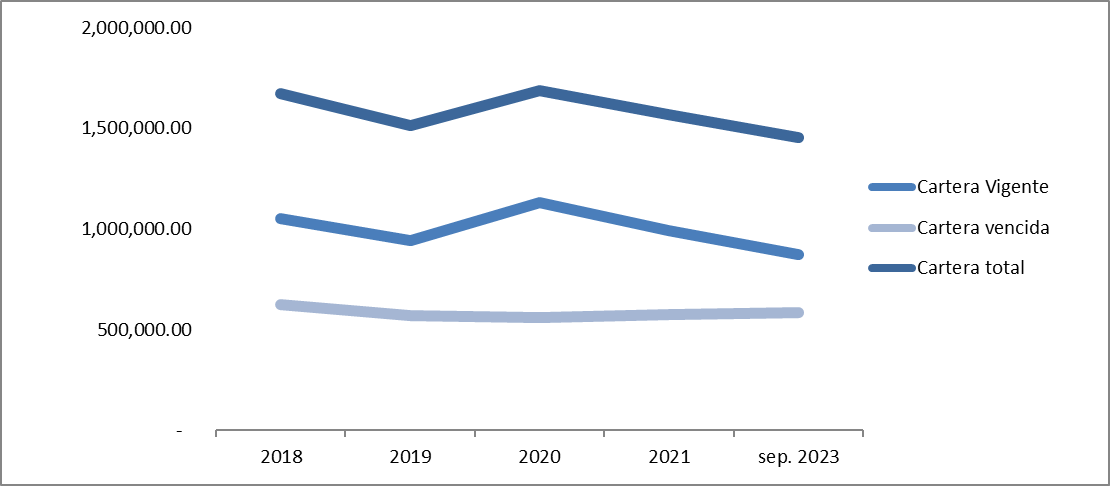 2,000,000.00
1,500,000.00
1,000,000.00
500,000.00
-
2018 2019 2020 2021 sep. 2023
Cartera Vigente
Cartera vencida
Cartera total